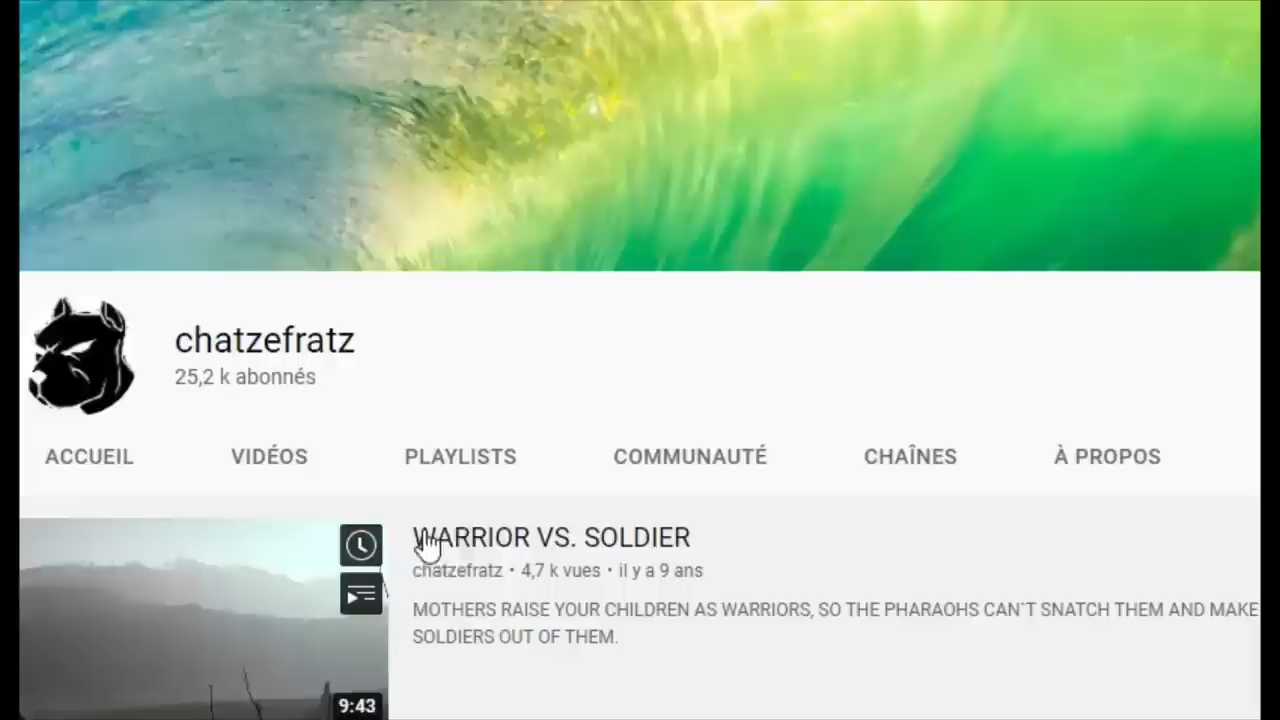 chatzefratz
25,2 k abonnés
ACCUEIL VIDÉOS PLAYLISTS COMMUNAUTÉ CHAÎNES À PROPOS
WARRIOR VS. SOLDIER
chatzefratz • 4,7 k vues • il y a 9 ans
MOTHERS RAISE YOUR CHILDREN AS WARRIORS, SO THE PHARAOHS CAN`T SNATCH THEM AND MAKE
SOLDIERS OUT OF THEM.
9:43